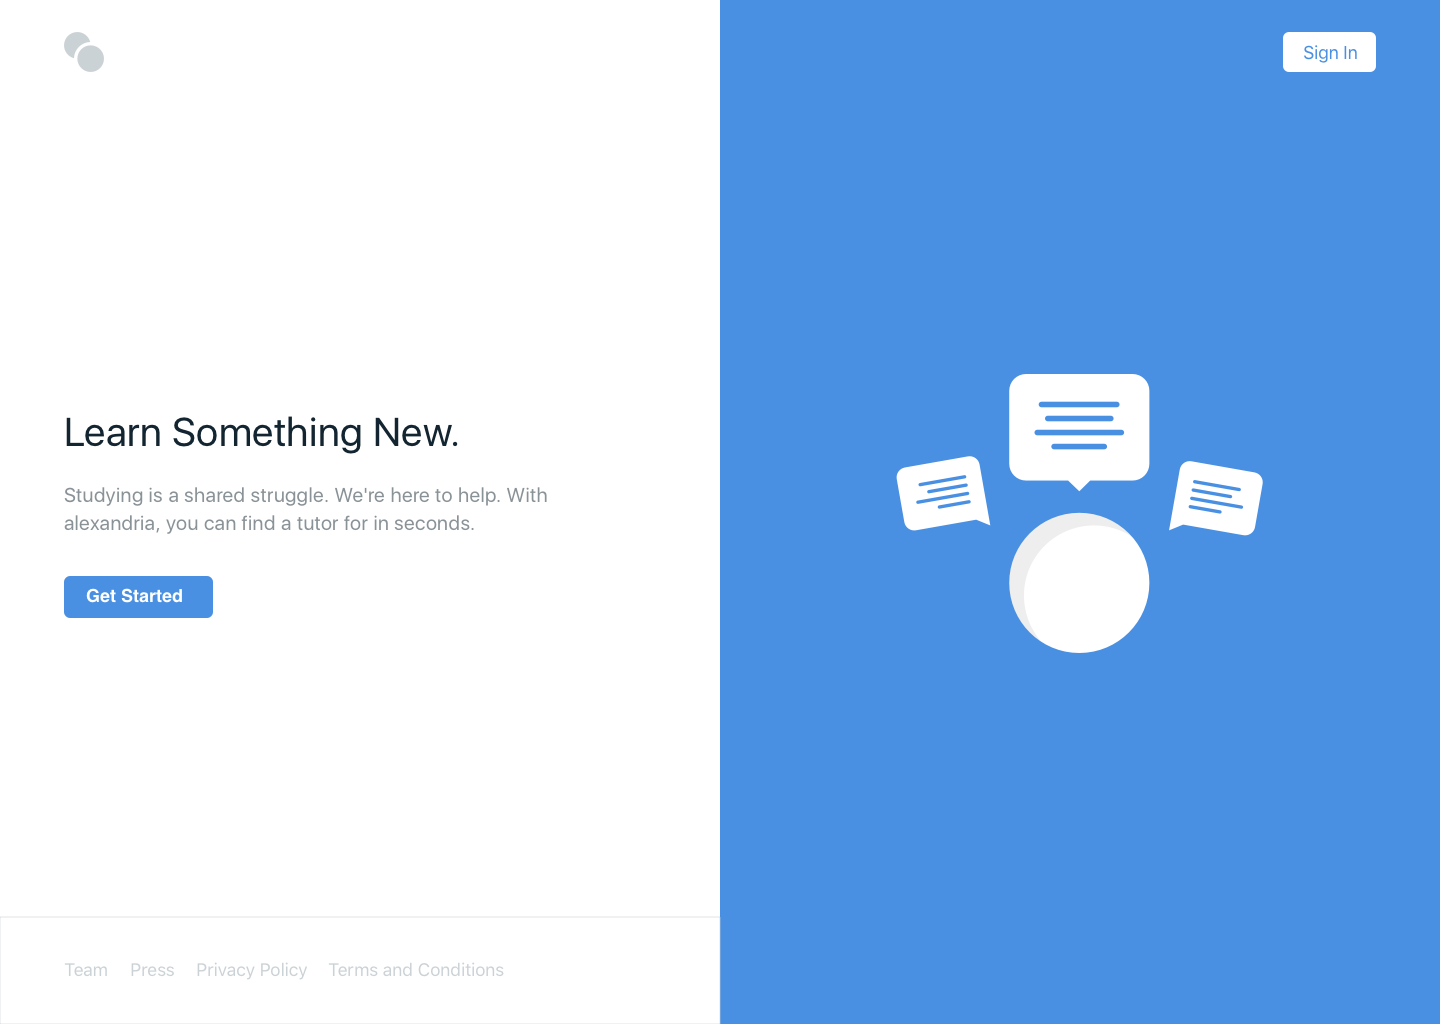 Sign In
Learn Something New.
Studying is a shared struggle. We're here to help. With
alexandria, you can find a tutor for in seconds.
Get Started
Team Press Privacy Policy Terms and Conditions